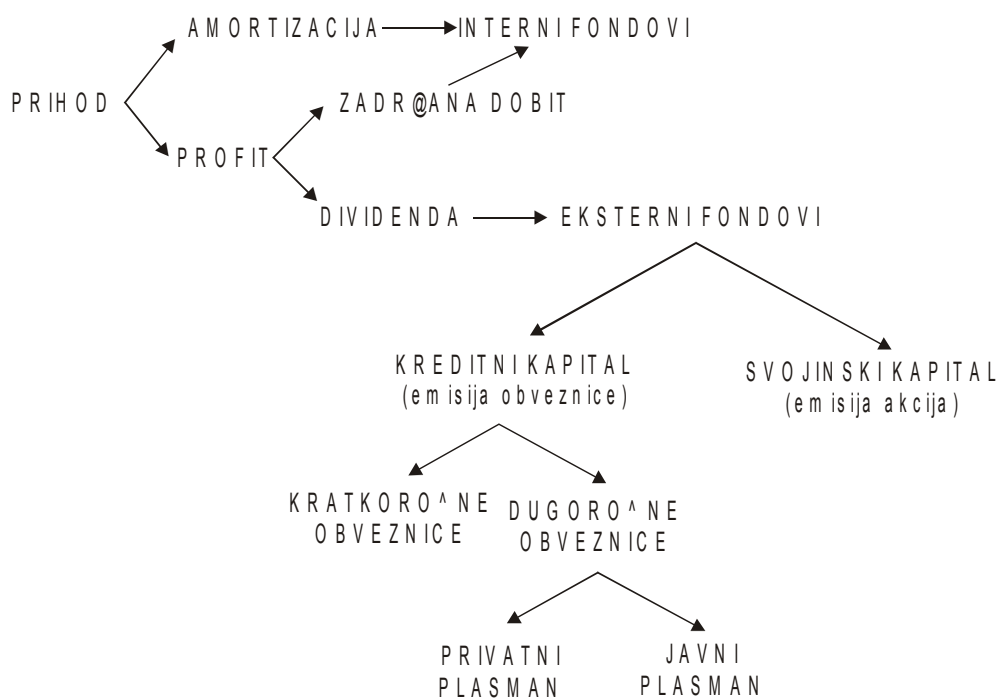 AMORTIZACIJA INTERNI FONDOVI
PRIHOD ZADR@ANA DOBIT
PROFIT
DIVIDENDA EKSTERNI FONDOVI
KREDITNI KAPITAL
(emisija obveznice)
SVOJINSKI KAPITAL
(emisija akcija)
KRATKORO^NE
OBVEZNICE
DUGORO^NE
OBVEZNICE
PRIVATNI
PLASMAN
JAVNI
PLASMAN